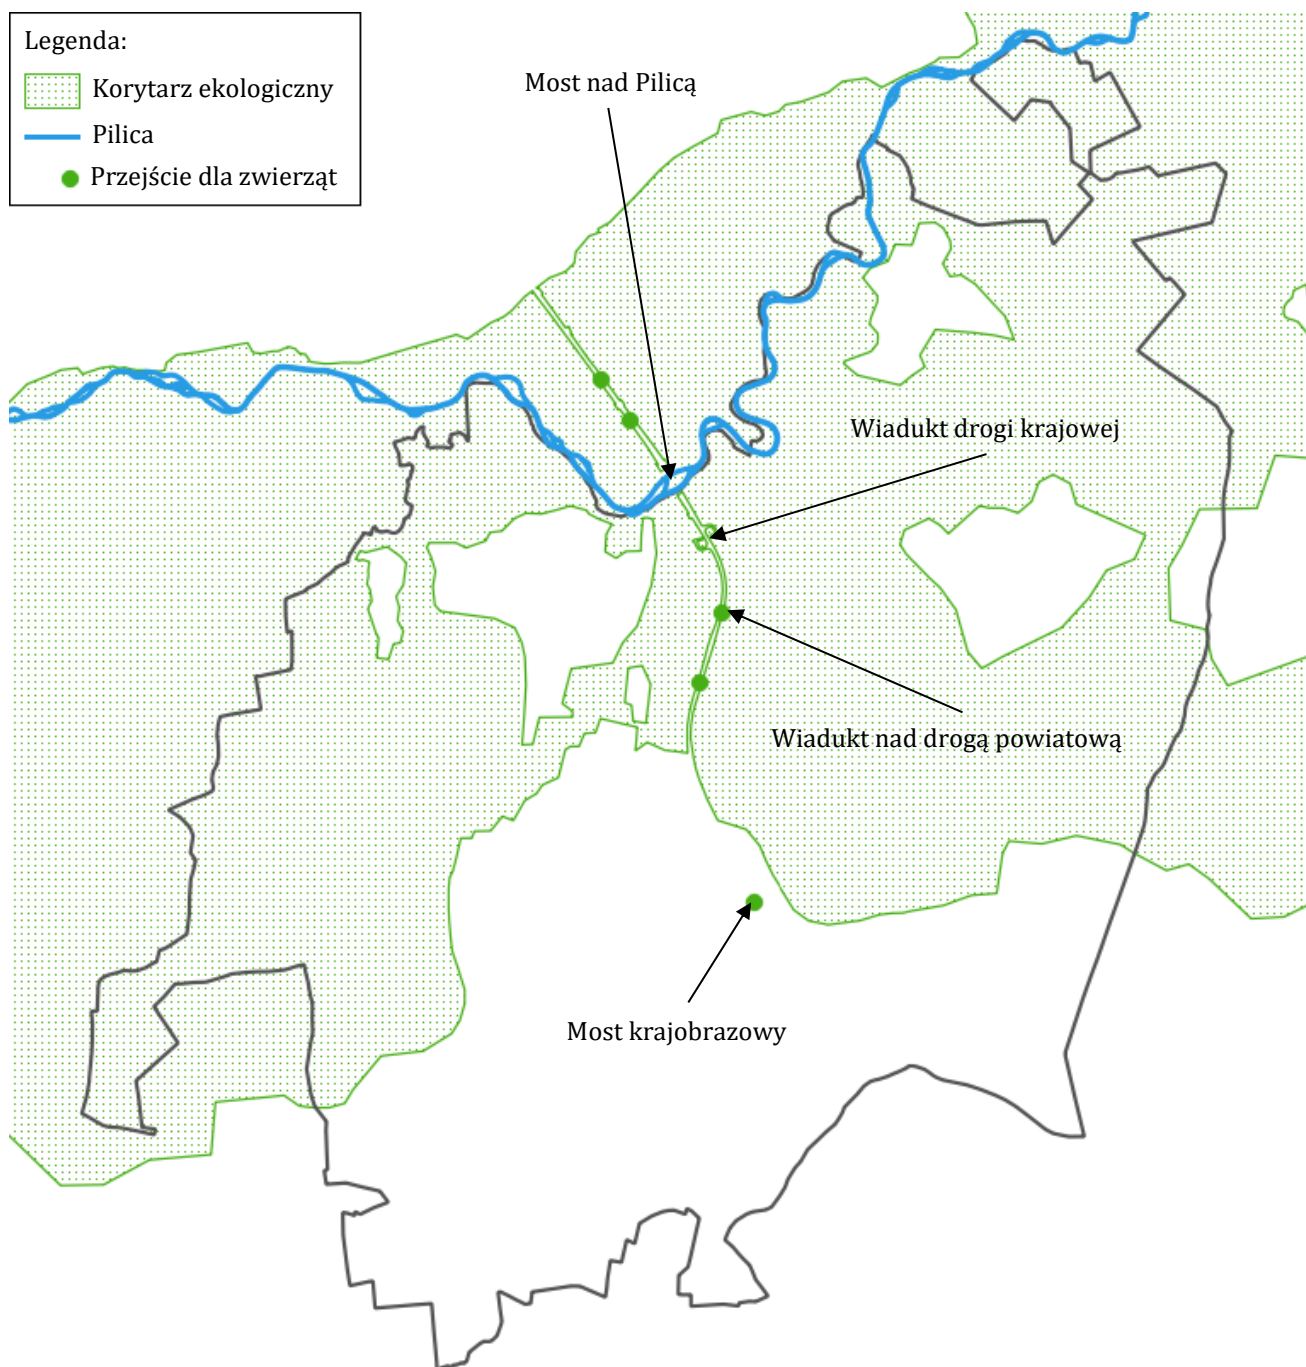 Legenda:
Korytarz ekologiczny
Pilica
Przejście dla zwierząt
Most nad Pilicą
Wiadukt drogi krajowej
Wiadukt nad drogą powiatową
Most krajobrazowy